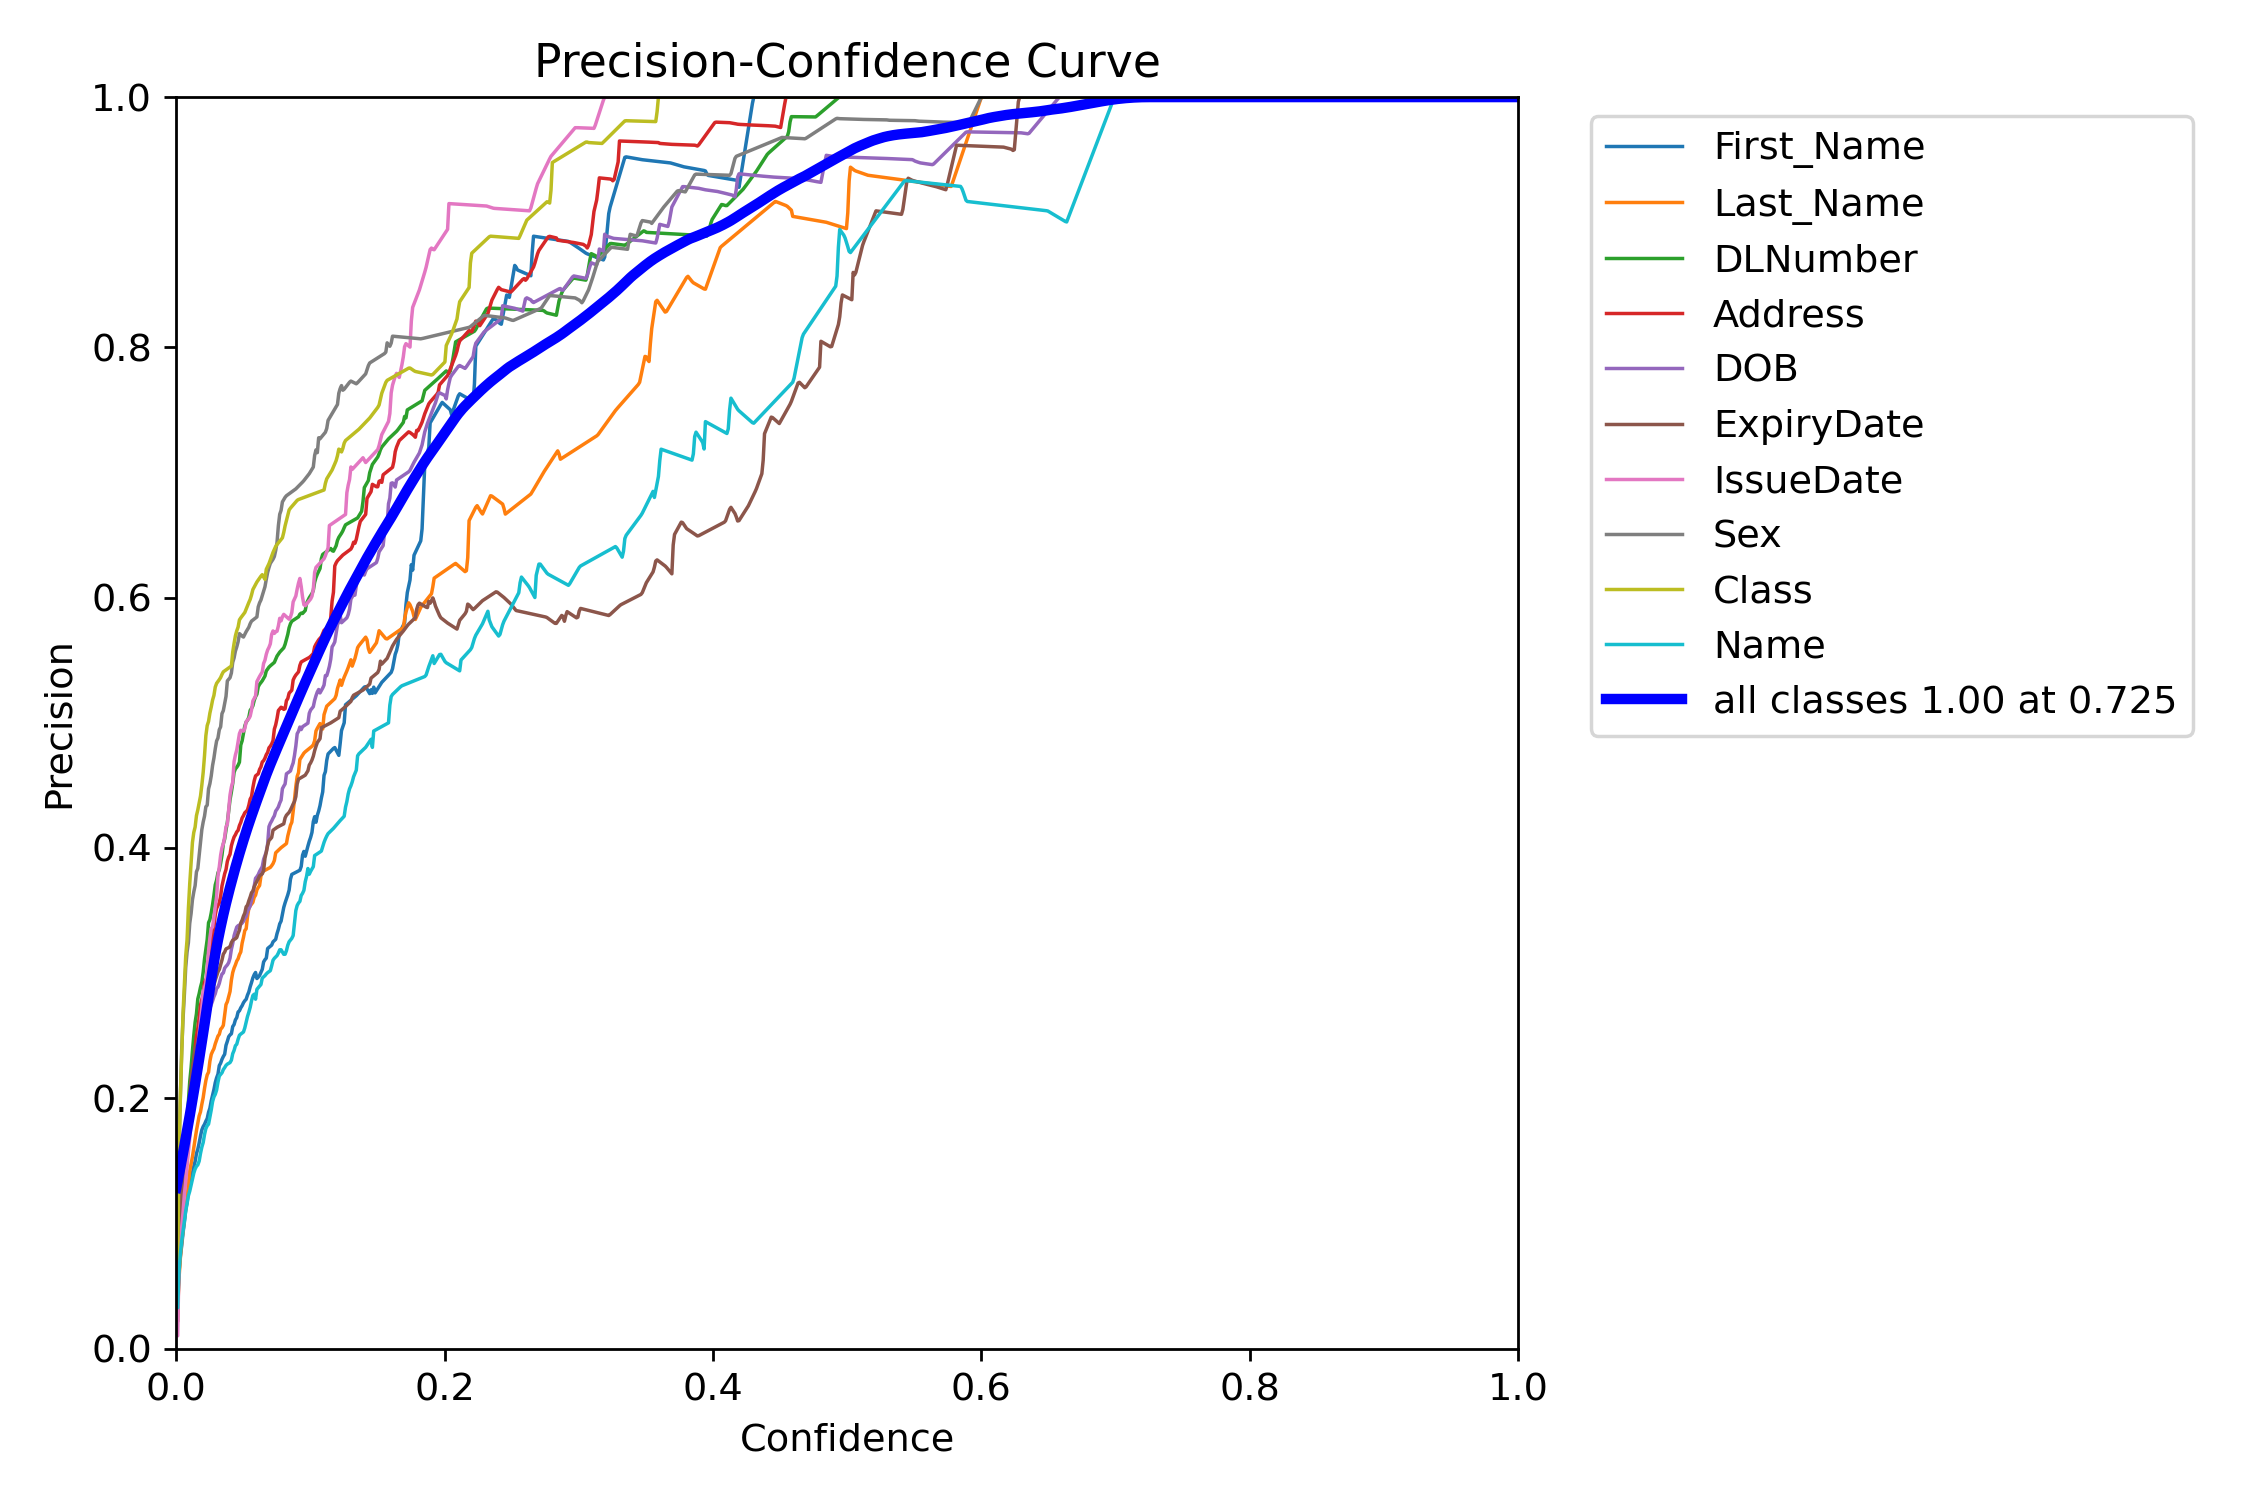 Precision-Confidence Curve
1.0
0.8
0.6
0.4
0.2
0.0
Precision
0.0 0.2 0.4 0.6 0.8 1.0
Confidence
First_Name
Last_Name
DLNumber
Address
DOB
ExpiryDate
IssueDate
Sex
Class
Name
all classes 1.00 at 0.725